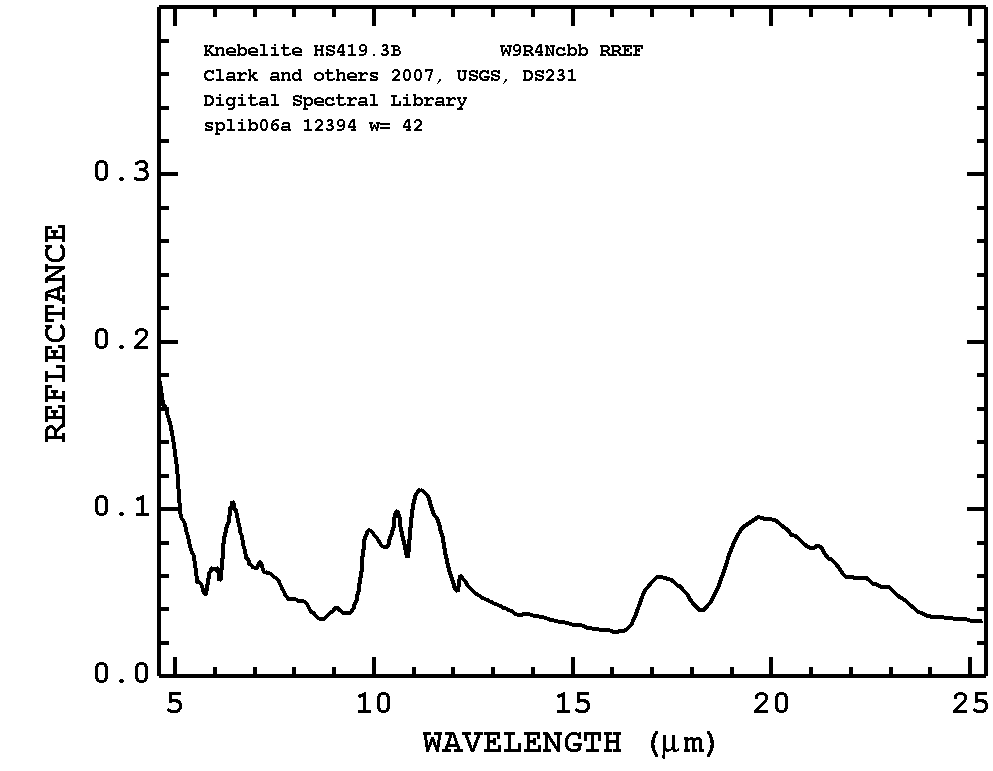 Knebelite HS419.3B W9R4Ncbb RREF
Clark and others 2007, USGS, DS231
Digital Spectral Library
splib06a 12394 w= 42
0.3
0.2
0.1
0.0
REFLECTANCE
5 10 15 20 25
WAVELENGTH (μm)